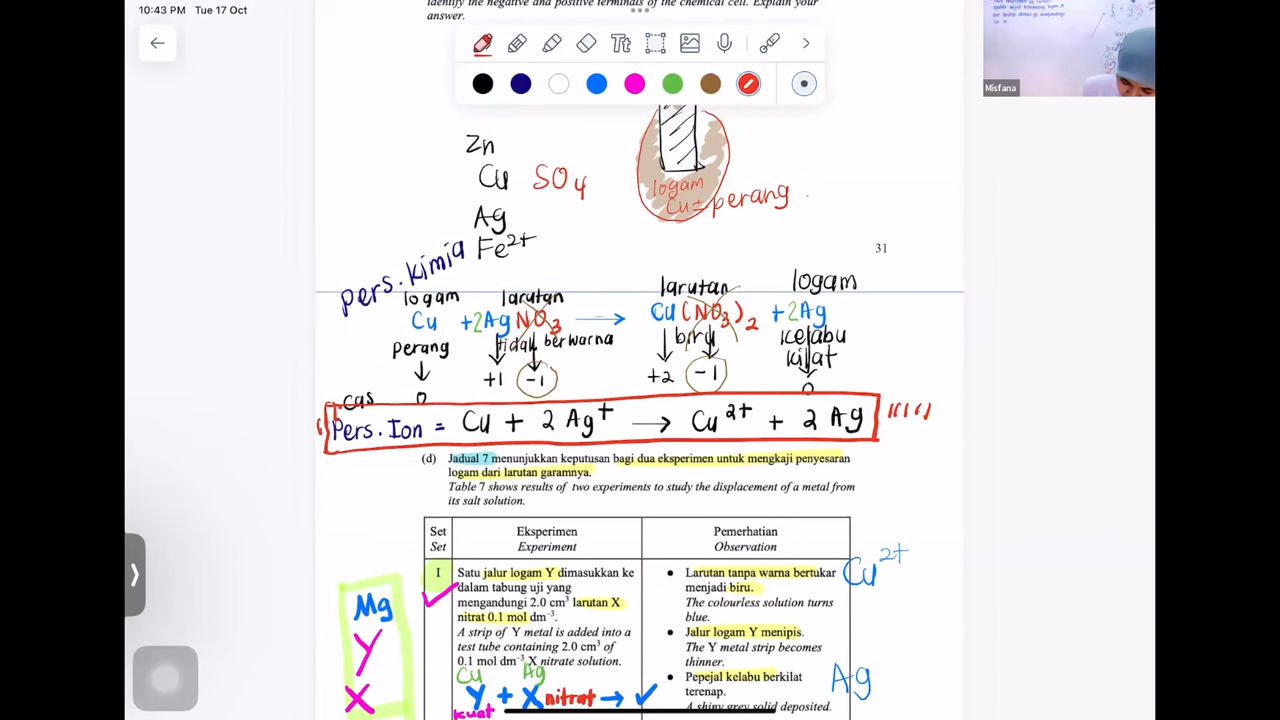 10:43 PM Tue 17 Oct
identify the negative and positive terminals of the chemical cell. Explain your
answer.
Tt
Misfana
Zn
Cu SO4
Ag
Fe2+
logam
Cu = perang
31
pers. kimia
logam larutan larutan logam
Cu + 2Ag NO3 → Cu (NO3)2 + 2Ag
perang tidak berwarna biru kelabu
kilat
+1 -1 +2 -1
cas 0 0
Pers. Ion = Cu + 2 Ag+ → Cu2+ + 2 Ag
(d) Jadual 7 menunjukkan keputusan bagi dua eksperimen untuk mengkaji penyesaran
logam dari larutan garamnya.
Table 7 shows results of two experiments to study the displacement of a metal from
its salt solution.
Set Eksperimen Pemerhatian
Set Experiment Observation
I
Satu jalur logam Y dimasukkan ke
dalam tabung uji yang
mengandungi 2.0 cm3 larutan X
nitrat 0.1 mol dm-3.
A strip of Y metal is added into a
test tube containing 2.0 cm3 of
0.1 mol dm-3 X nitrate solution.
Cu Ag
Y + X nitrat →
kuat
• Larutan tanpa warna bertukar
menjadi biru.
The colourless solution turns
blue.
• Jalur logam Y menipis.
The Y metal strip becomes
thinner.
• Pepejal kelabu berkilat
terenap.
A shiny grey solid deposited.
Cu2+
Ag
Mg
Y
X